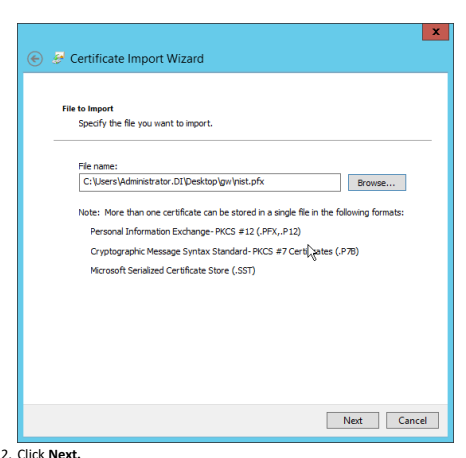 x
Certificate Import Wizard
File to Import
Specify the file you want to import.
File name:
C:\Users\Administrator.DI\Desktop\gw\nist.pfx
Browse...
Note: More than one certificate can be stored in a single file in the following formats:
Personal Information Exchange- PKCS #12 (.PFX,.P12)
Cryptographic Message Syntax Standard- PKCS #7 Certificates (.P7B)
Microsoft Serialized Certificate Store (.SST)
Next
Cancel
2. Click Next.